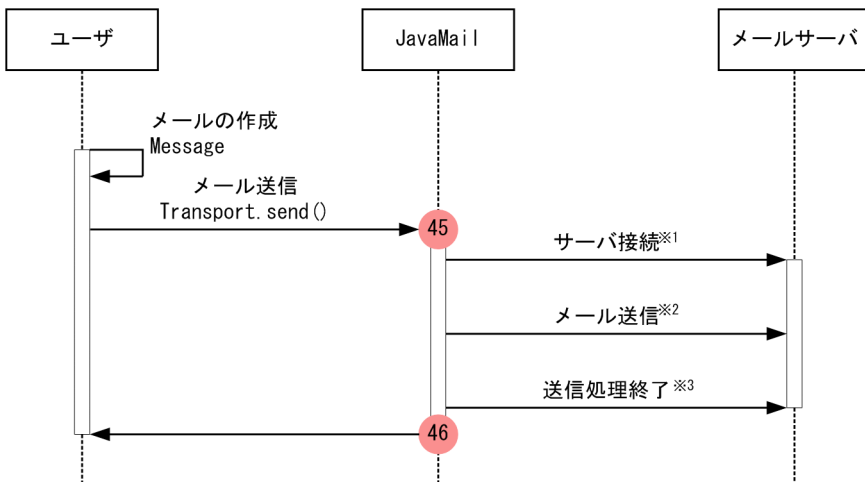 ユーザ
JavaMail
メールサーバ
メールの作成
Message
メール送信
Transport.send()
45
サーバ接続※1
メール送信※2
送信処理終了※3
46